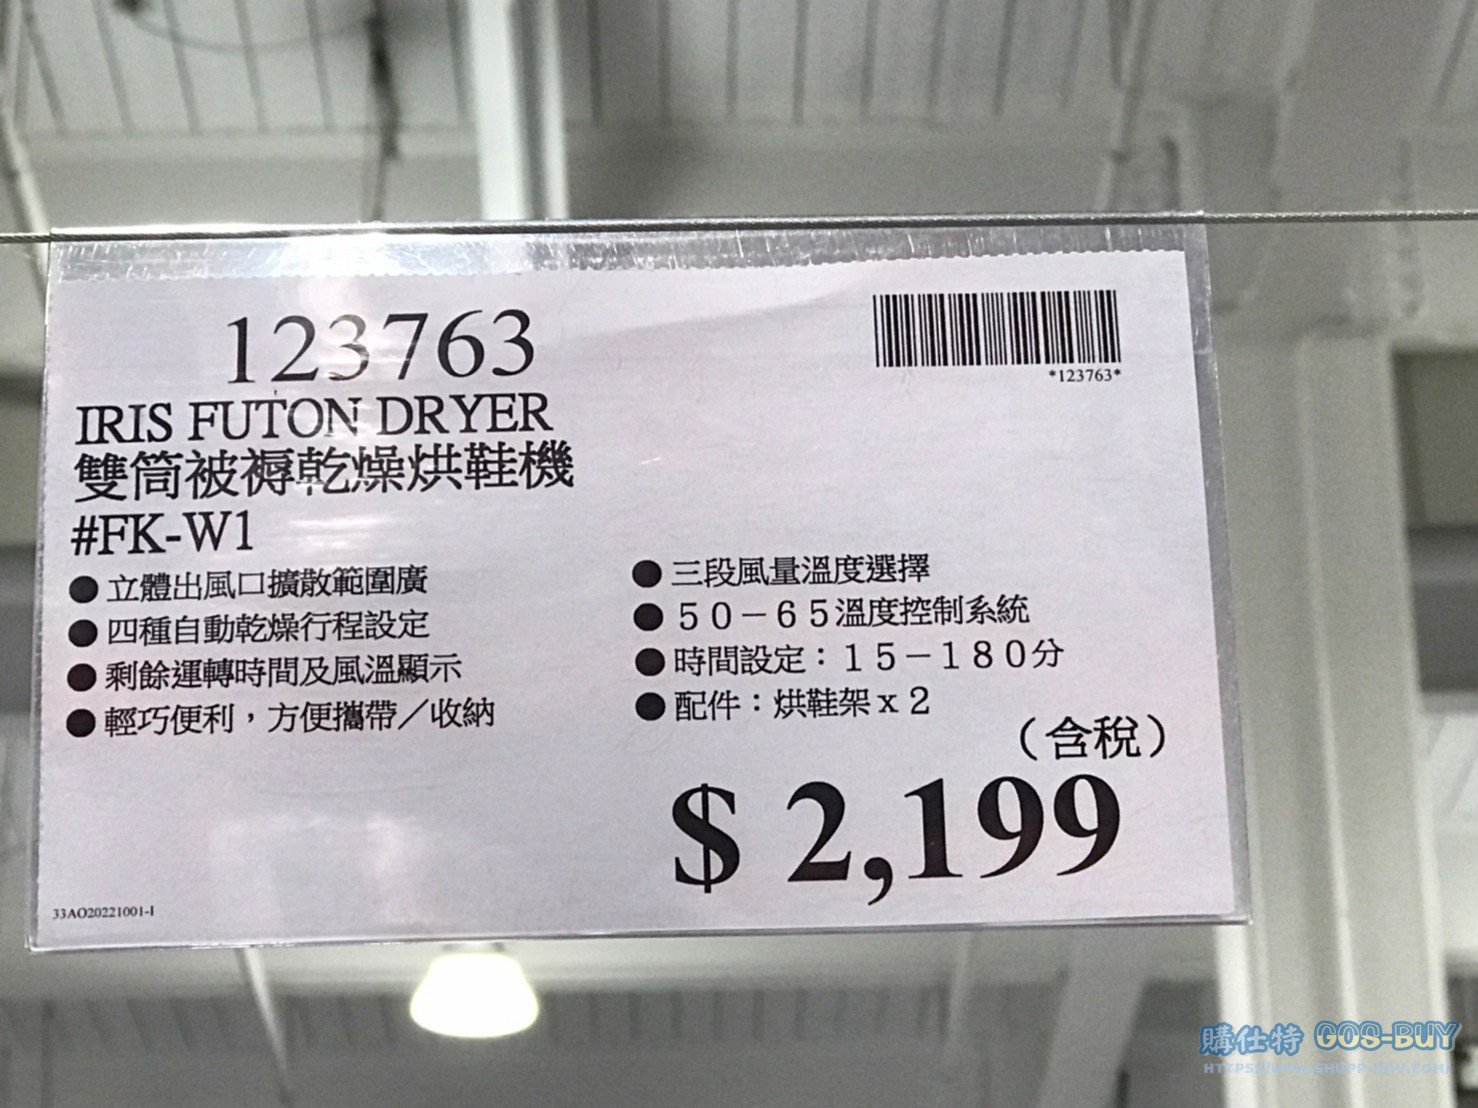 123763
*123763*
IRIS FUTON DRYER
雙筒被褥乾燥烘鞋機
#FK-W1
●立體出風口擴散範圍廣
●四種自動乾燥行程設定
●剩餘運轉時間及風溫顯示
●輕巧便利，方便攜帶／收納
●三段風量溫度選擇
●５０－６５溫度控制系統
●時間設定：１５－１８０分
●配件：烘鞋架ｘ２
（含稅）
$ 2,199
33AO20221001-I
購仕特 GOS-BUY